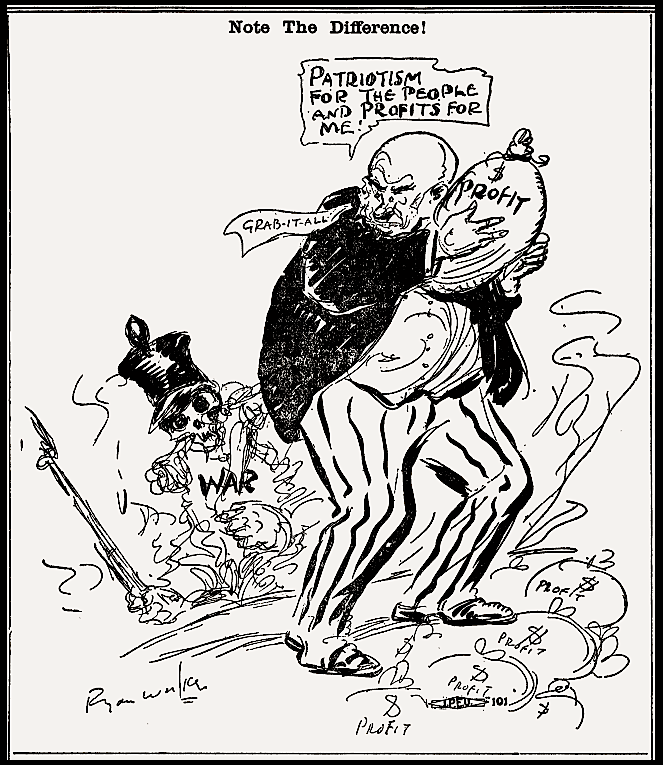 Note The Difference!
PATRIOTISM
FOR THE PEOPLE
AND PROFITS FOR
ME!
$
PROFIT
GRAB-IT-ALL
WAR
$
PROFIT
$
PROFIT
$
$
PROFIT
101
$
$
PROFIT
Ryan Walker